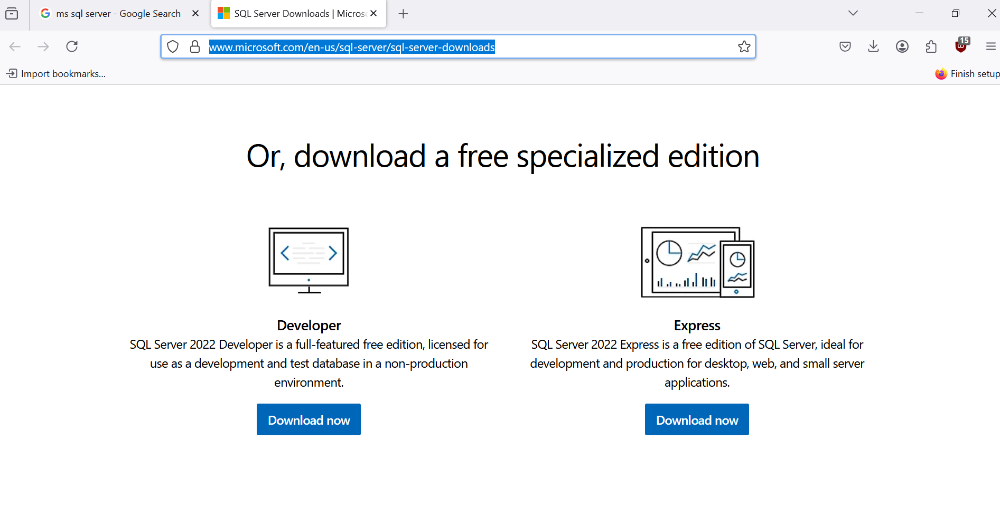 ms sql server - Google Search
SQL Server Downloads | Micros
www.microsoft.com/en-us/sql-server/sql-server-downloads
15
Import bookmarks...
Finish setup
Or, download a free specialized edition
Developer
SQL Server 2022 Developer is a full-featured free edition, licensed for
use as a development and test database in a non-production
environment.
Download now
Express
SQL Server 2022 Express is a free edition of SQL Server, ideal for
development and production for desktop, web, and small server
applications.
Download now